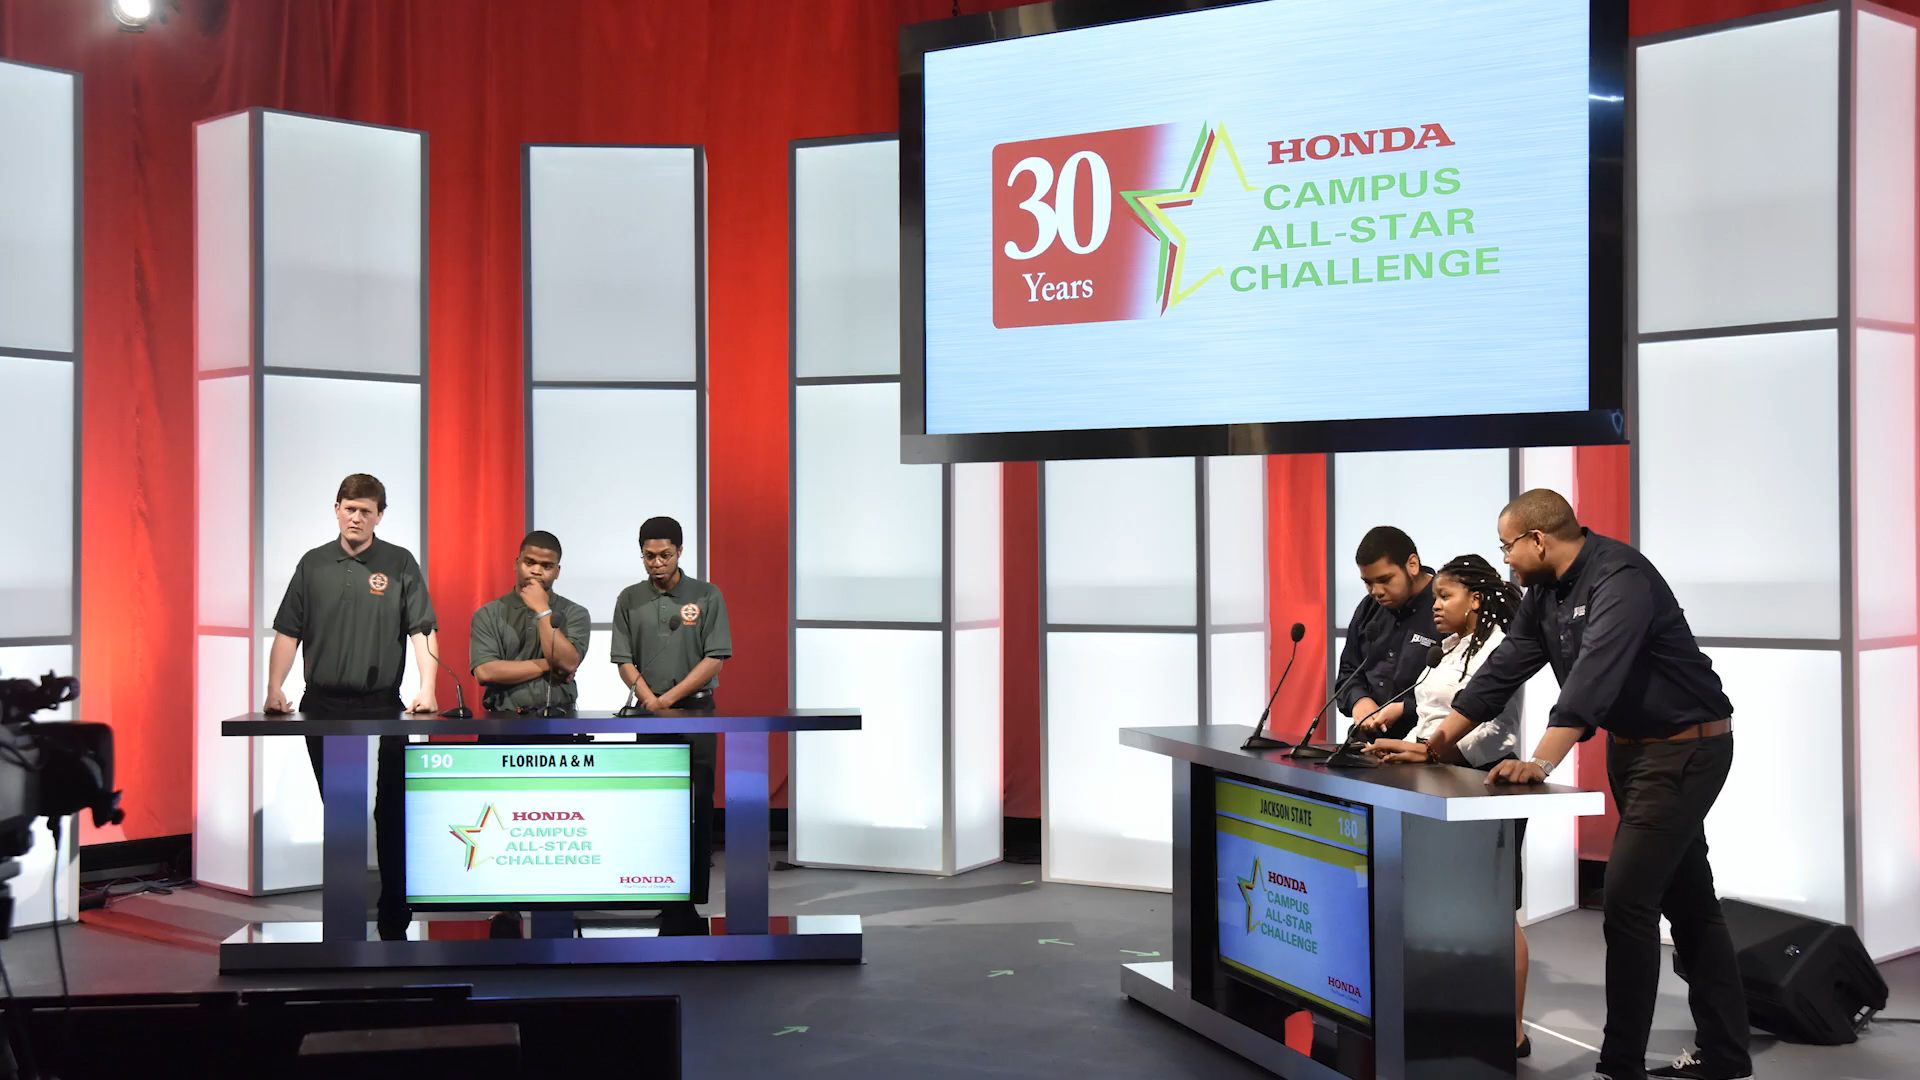 30
Years
HONDA
CAMPUS
ALL-STAR
CHALLENGE
190 FLORIDA A & M
HONDA
CAMPUS
ALL-STAR
CHALLENGE
HONDA
JACKSON STATE 180
HONDA
CAMPUS
ALL-STAR
CHALLENGE
HONDA